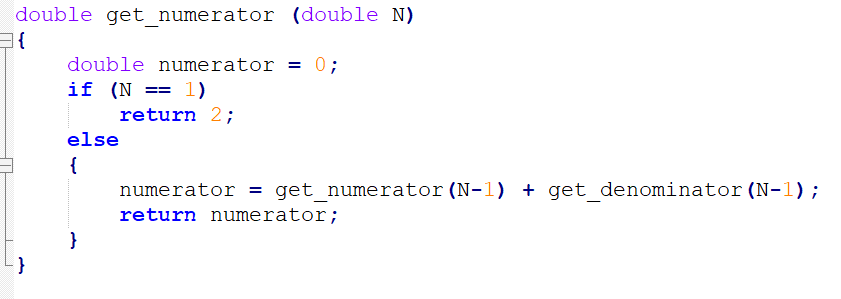 double get_numerator (double N)
{
    double numerator = 0;
    if (N == 1)
        return 2;
    else
    {
        numerator = get_numerator(N-1) + get_denominator(N-1);
        return numerator;
    }
}